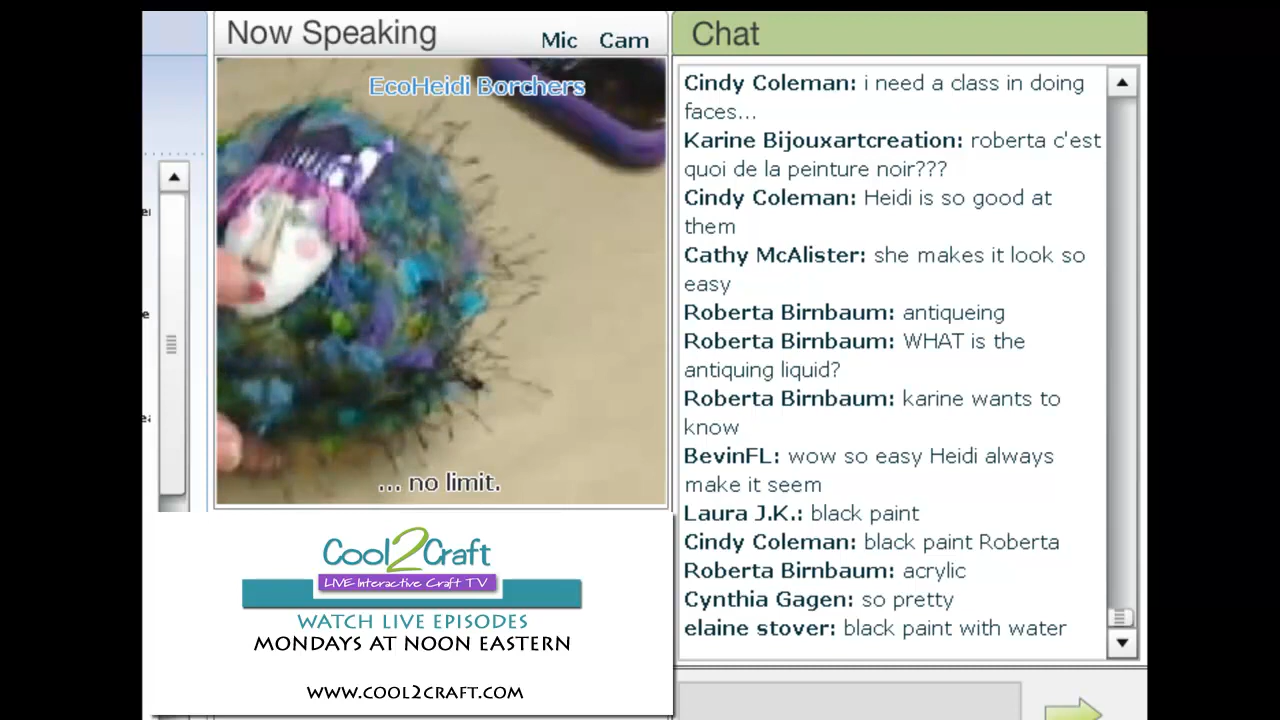 Now Speaking
Mic Cam
EcoHeidi Borchers
... no limit.
Cool2Craft
LIVE Interactive Craft TV
WATCH LIVE EPISODES
MONDAYS AT NOON EASTERN
WWW.COOL2CRAFT.COM
Chat
Cindy Coleman: i need a class in doing
faces...
Karine Bijouxartcreation: roberta c'est
quoi de la peinture noir???
Cindy Coleman: Heidi is so good at
them
Cathy McAlister: she makes it look so
easy
Roberta Birnbaum: antiqueing
Roberta Birnbaum: WHAT is the
antiquing liquid?
Roberta Birnbaum: karine wants to
know
BevinFL: wow so easy Heidi always
make it seem
Laura J.K.: black paint
Cindy Coleman: black paint Roberta
Roberta Birnbaum: acrylic
Cynthia Gagen: so pretty
elaine stover: black paint with water